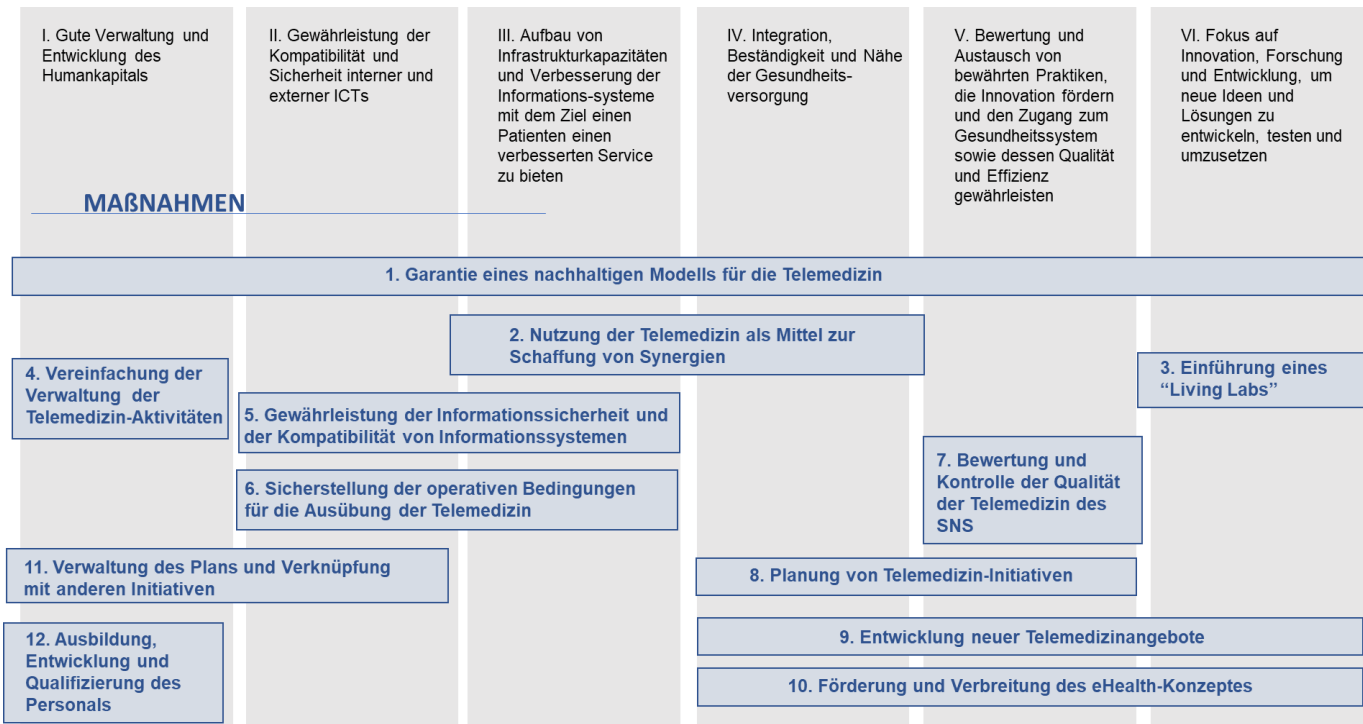 I. Gute Verwaltung und
Entwicklung des
Humankapitals
II. Gewährleistung der
Kompatibilität und
Sicherheit interner und
externer ICTs
III. Aufbau von
Infrastrukturkapazitäten
und Verbesserung der
Informations-systeme
mit dem Ziel einen
Patienten einen
verbesserten Service
zu bieten
IV. Integration,
Beständigkeit und Nähe
der Gesundheits-
versorgung
V. Bewertung und
Austausch von
bewährten Praktiken,
die Innovation fördern
und den Zugang zum
Gesundheitssystem
sowie dessen Qualität
und Effizienz
gewährleisten
VI. Fokus auf
Innovation, Forschung
und Entwicklung, um
neue Ideen und
Lösungen zu
entwickeln, testen und
umzusetzen
MAßNAHMEN
1. Garantie eines nachhaltigen Modells für die Telemedizin
2. Nutzung der Telemedizin als Mittel zur
Schaffung von Synergien
3. Einführung eines
“Living Labs”
4. Vereinfachung der
Verwaltung der
Telemedizin-Aktivitäten
5. Gewährleistung der Informationssicherheit und
der Kompatibilität von Informationssystemen
6. Sicherstellung der operativen Bedingungen
für die Ausübung der Telemedizin
7. Bewertung und
Kontrolle der Qualität
der Telemedizin des
SNS
11. Verwaltung des Plans und Verknüpfung
mit anderen Initiativen
8. Planung von Telemedizin-Initiativen
12. Ausbildung,
Entwicklung und
Qualifizierung des
Personals
9. Entwicklung neuer Telemedizinangebote
10. Förderung und Verbreitung des eHealth-Konzeptes